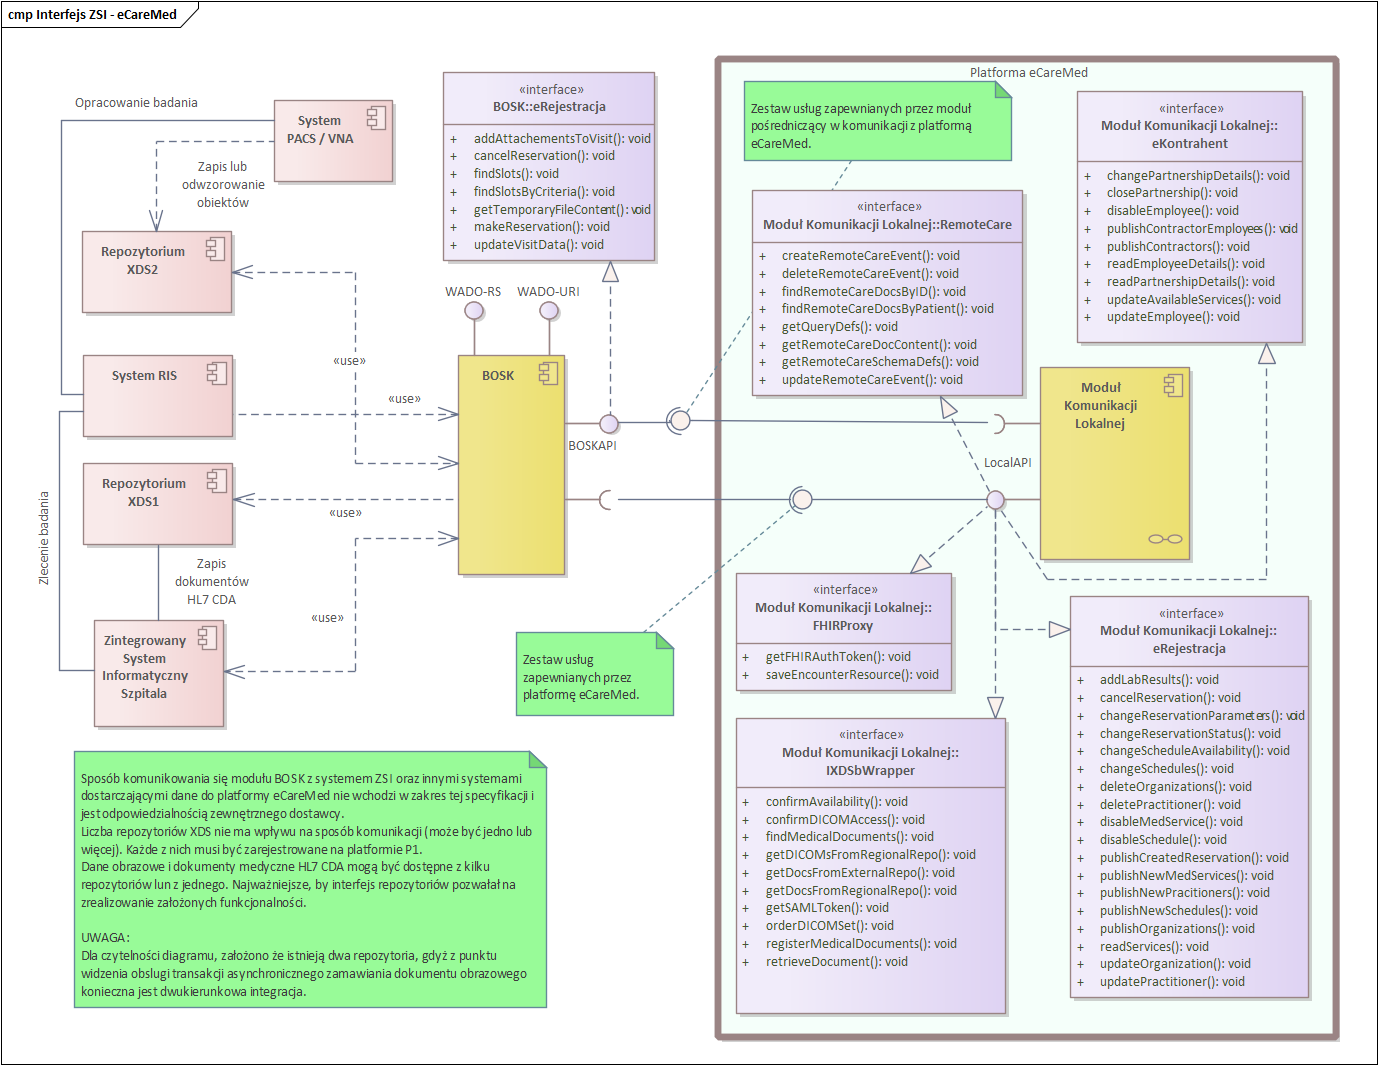 cmp Interfejs ZSI - eCareMed
Opracowanie badania
System
PACS / VNA
Zapis lub
odwzorowanie
obiektów
Repozytorium
XDS2
System RIS
Repozytorium
XDS1
Zapis
dokumentów
HL7 CDA
Zlecenie badania
Zintegrowany
System
Informatyczny
Szpitala
«use»
«use»
«use»
«use»
«interface»
BOSK::eRejestracja
+ addAttachementsToVisit(): void
+ cancelReservation(): void
+ findSlots(): void
+ findSlotsByCriteria(): void
+ getTemporaryFileContent(): void
+ makeReservation(): void
+ updateVisitData(): void
WADO-RS
WADO-URI
BOSK
BOSKAPI
Platforma eCareMed
Zestaw usług zapewnianych przez moduł
pośredniczący w komunikacji z platformą
eCareMed.
«interface»
Moduł Komunikacji Lokalnej::RemoteCare
+ createRemoteCareEvent(): void
+ deleteRemoteCareEvent(): void
+ findRemoteCareDocsByID(): void
+ findRemoteCareDocsByPatient(): void
+ getQueryDefs(): void
+ getRemoteCareDocContent(): void
+ getRemoteCareSchemaDefs(): void
+ updateRemoteCareEvent(): void
«interface»
Moduł Komunikacji Lokalnej::
eKontrahent
+ changePartnershipDetails(): void
+ closePartnership(): void
+ disableEmployee(): void
+ publishContractorEmployees(): void
+ publishContractors(): void
+ readEmployeeDetails(): void
+ readPartnershipDetails(): void
+ updateAvailableServices(): void
+ updateEmployee(): void
Moduł
Komunikacji
Lokalnej
LocalAPI
«interface»
Moduł Komunikacji Lokalnej::
FHIRProxy
+ getFHIRAuthToken(): void
+ saveEncounterResource(): void
«interface»
Moduł Komunikacji Lokalnej::
eRejestracja
+ addLabResults(): void
+ cancelReservation(): void
+ changeReservationParameters(): void
+ changeReservationStatus(): void
+ changeScheduleAvailability(): void
+ changeSchedules(): void
+ deleteOrganizations(): void
+ deletePractitioner(): void
+ disableMedService(): void
+ disableSchedule(): void
+ publishCreatedReservation(): void
+ publishNewMedServices(): void
+ publishNewPracitioners(): void
+ publishNewSchedules(): void
+ publishOrganizations(): void
+ readServices(): void
+ updateOrganization(): void
+ updatePractitioner(): void
«interface»
Moduł Komunikacji Lokalnej::
IXDSbWrapper
+ confirmAvailability(): void
+ confirmDICOMAccess(): void
+ findMedicalDocuments(): void
+ getDICOMsFromRegionalRepo(): void
+ getDocsFromExternalRepo(): void
+ getDocsFromRegionalRepo(): void
+ getSAMLToken(): void
+ orderDICOMSet(): void
+ registerMedicalDocuments(): void
+ retrieveDocument(): void
Zestaw usług
zapewnianych przez
platformę eCareMed.
Sposób komunikowania się modułu BOSK z systemem ZSI oraz innymi systemami
dostarczającymi dane do platformy eCareMed nie wchodzi w zakres tej specyfikacji i
jest odpowiedzialnością zewnętrznego dostawcy.
Liczba repozytoriów XDS nie ma wpływu na sposób komunikacji (może być jedno lub
więcej). Każde z nich musi być zarejestrowane na platformie P1.
Dane obrazowe i dokumenty medyczne HL7 CDA mogą być dostępne z kilku
repozytoriów lun z jednego. Najważniejsze, by interfejs repozytoriów pozwałał na
zrealizowanie założonych funkcjonalności.
UWAGA:
Dla czytelności diagramu, założono że istnieją dwa repozytoria, gdyż z punktu
widzenia obsługi transakcji asynchronicznego zamawiania dokumentu obrazowego
konieczna jest dwukierunkowa integracja.